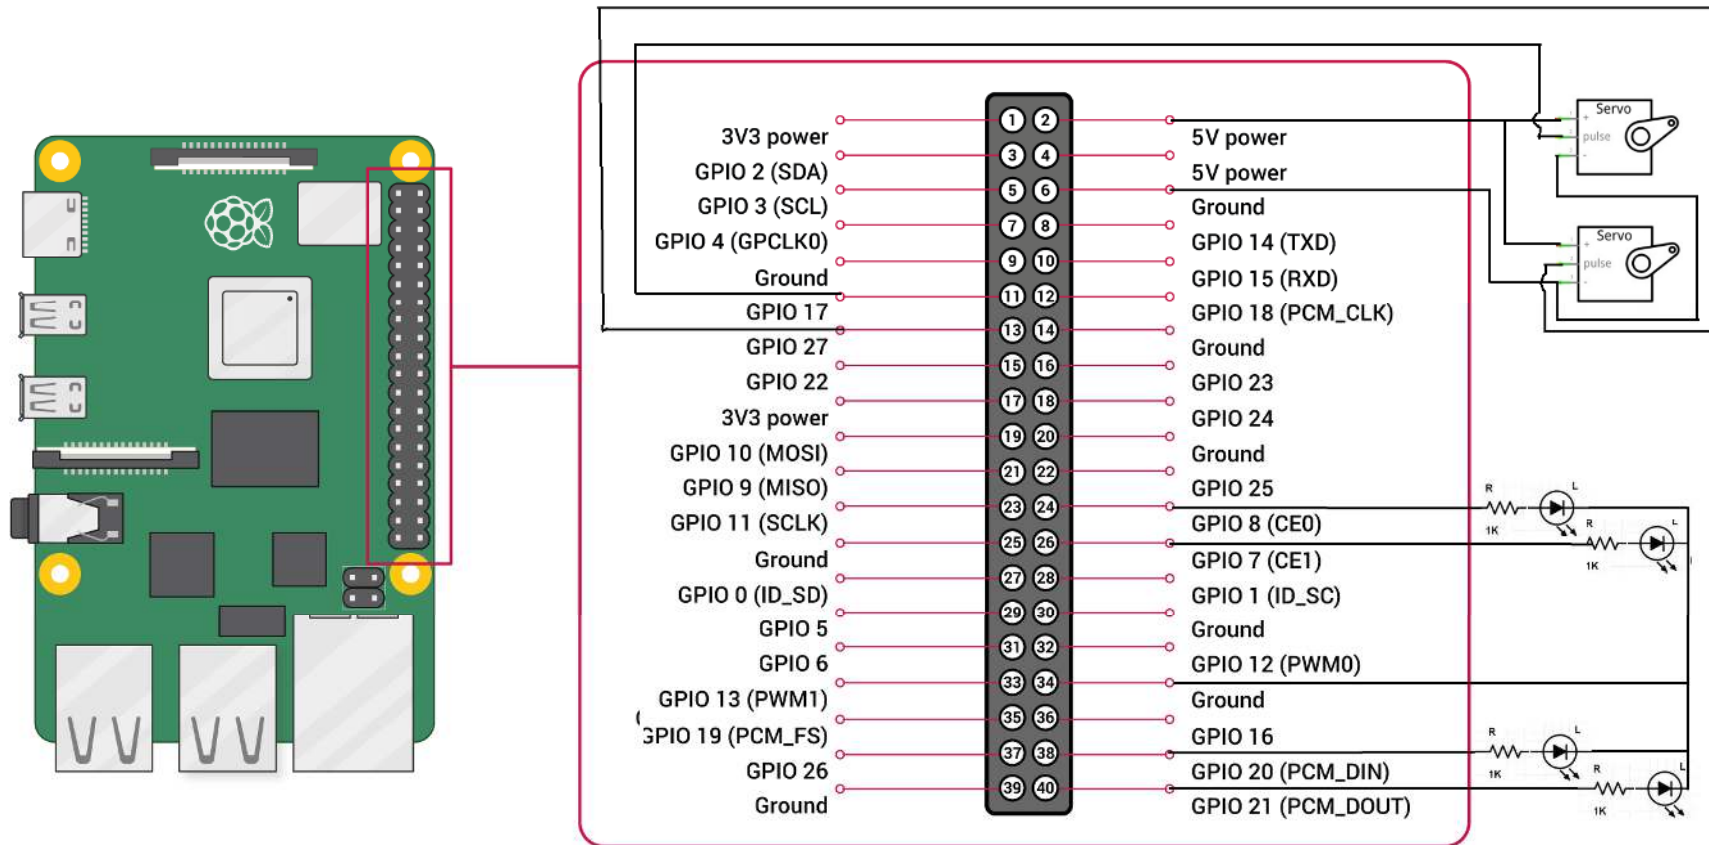 1 2
3V3 power 5V power
3 4
GPIO 2 (SDA) 5V power
5 6
GPIO 3 (SCL) Ground
7 8
GPIO 4 (GPCLK0) GPIO 14 (TXD)
9 10
Ground GPIO 15 (RXD)
11 12
GPIO 17 GPIO 18 (PCM_CLK)
13 14
GPIO 27 Ground
15 16
GPIO 22 GPIO 23
17 18
3V3 power GPIO 24
19 20
GPIO 10 (MOSI) Ground
21 22
GPIO 9 (MISO) GPIO 25
23 24
GPIO 11 (SCLK) GPIO 8 (CE0)
25 26
Ground GPIO 7 (CE1)
27 28
GPIO 0 (ID_SD) GPIO 1 (ID_SC)
29 30
GPIO 5 Ground
31 32
GPIO 6 GPIO 12 (PWM0)
33 34
GPIO 13 (PWM1) Ground
35 36
GPIO 19 (PCM_FS) GPIO 16
37 38
GPIO 26 GPIO 20 (PCM_DIN)
39 40
Ground GPIO 21 (PCM_DOUT)
Servo
+
pulse
-
Servo
+
pulse
-
R L
1K
R L
1K
R L
1K
R L
1K